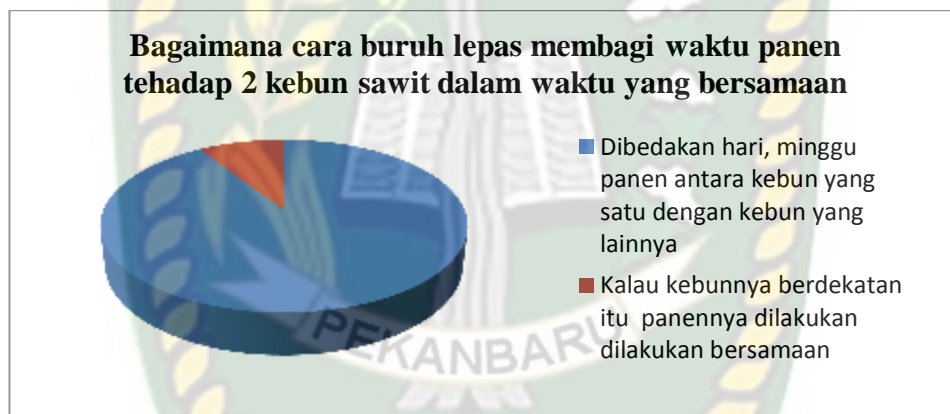 Bagaimana cara buruh lepas membagi waktu panen
tehadap 2 kebun sawit dalam waktu yang bersamaan
Dibedakan hari, minggu
panen antara kebun yang
satu dengan kebun yang
lainnya
Kalau kebunnya berdekatan
itu panennya dilakukan
dilakukan bersamaan
PEKANBARU